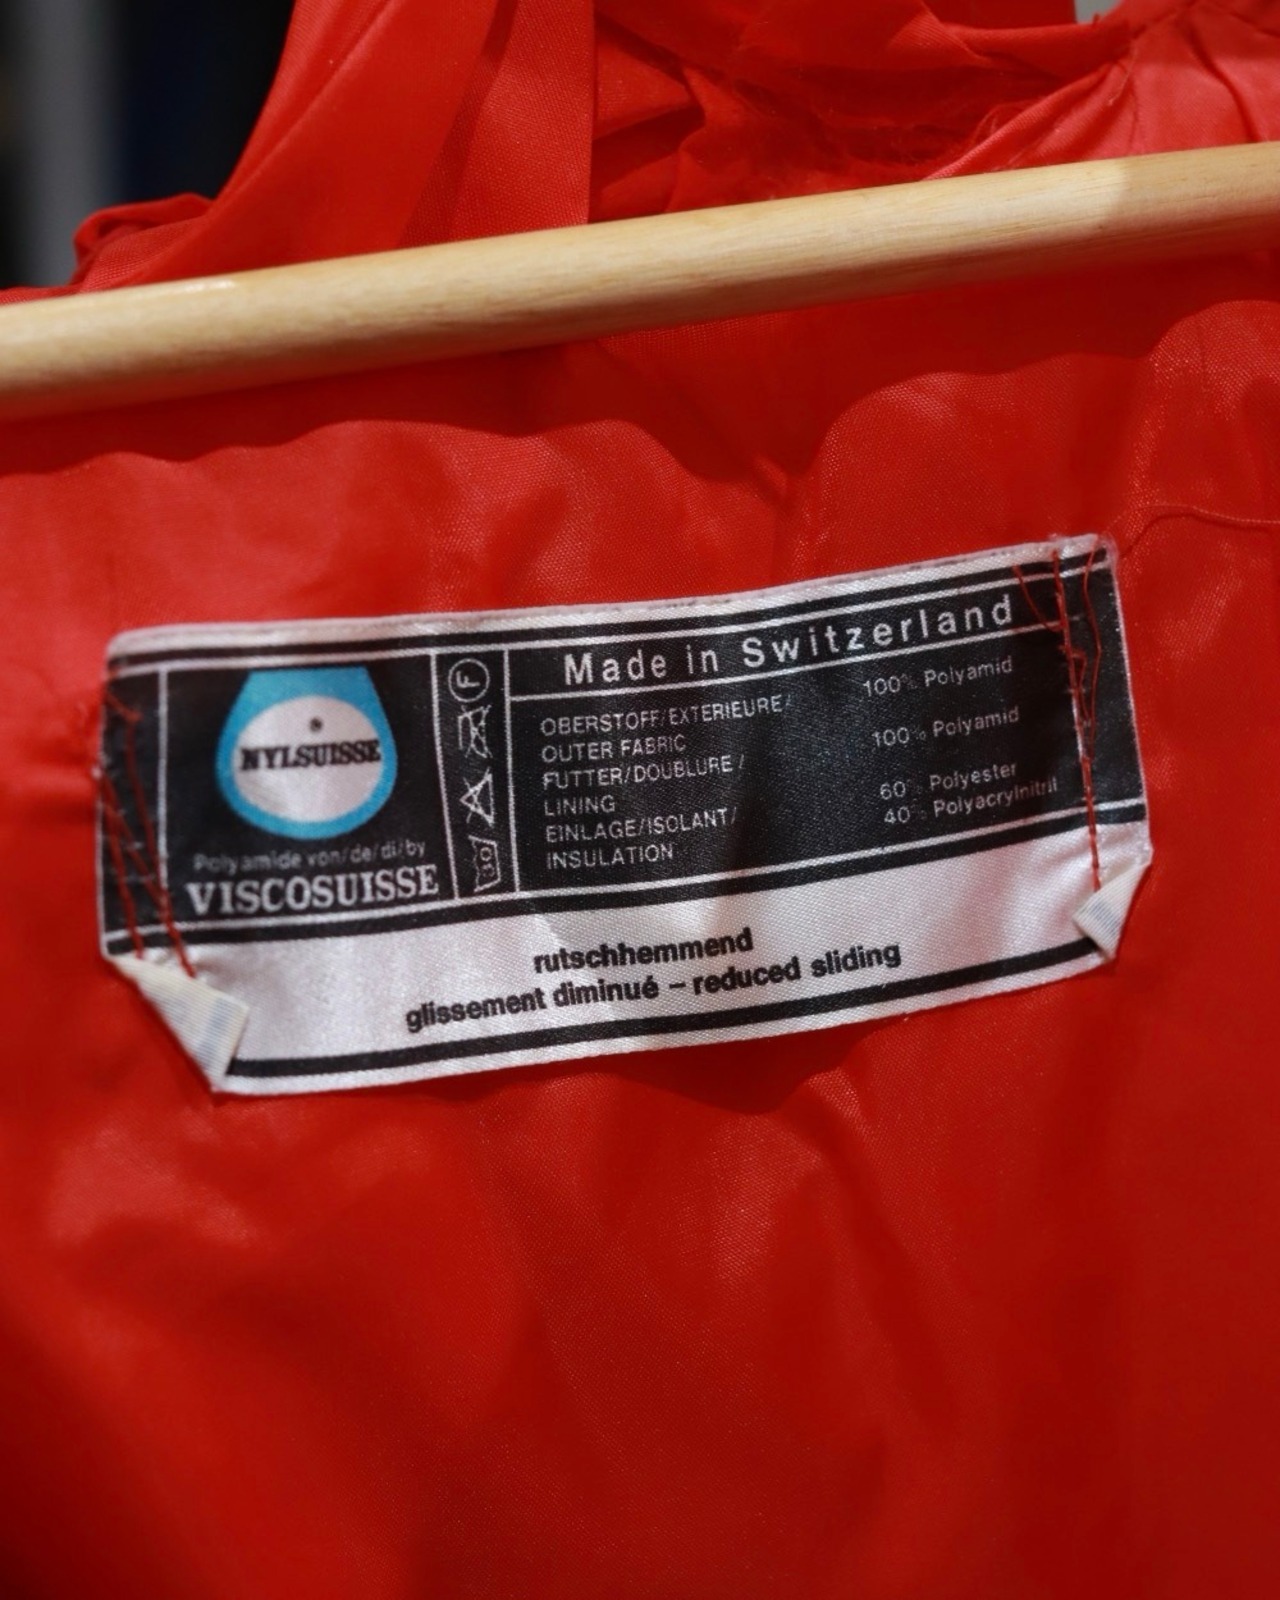 Made in Switzerland
® NYLSUISSE
Polyamide von/de/di/by
VISCOSUISSE
F
30
OBERSTOFF/EXTERIEURE/ 100% Polyamid
OUTER FABRIC
FUTTER/DOUBLURE / 100% Polyamid
LINING
EINLAGE/ISOLANT/ 60% Polyester
INSULATION 40% Polyacrylnitril
rutschhemmend
glissement diminué – reduced sliding